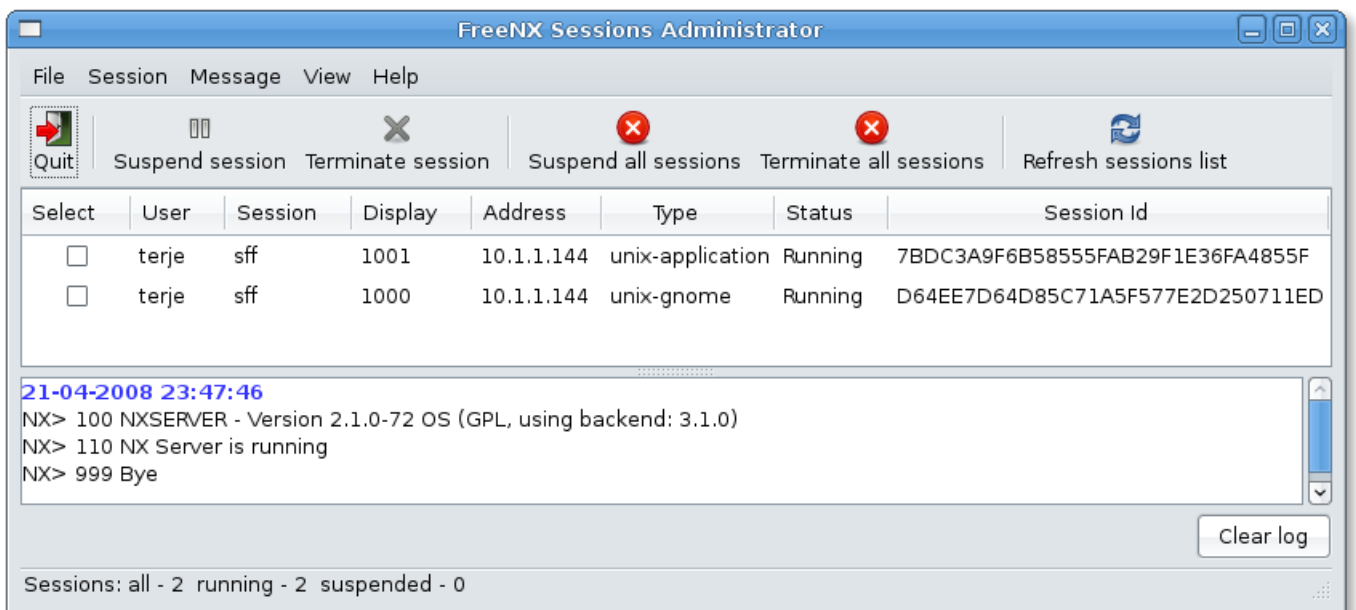 FreeNX Sessions Administrator
File Session Message View Help
Quit Suspend session Terminate session Suspend all sessions Terminate all sessions Refresh sessions list
Select User Session Display Address Type Status Session Id
terje sff 1001 10.1.1.144 unix-application Running 7BDC3A9F6B58555FAB29F1E36FA4855F
terje sff 1000 10.1.1.144 unix-gnome Running D64EE7D64D85C71A5F577E2D250711ED
21-04-2008 23:47:46
NX> 100 NXSERVER - Version 2.1.0-72 OS (GPL, using backend: 3.1.0)
NX> 110 NX Server is running
NX> 999 Bye
Clear log
Sessions: all - 2 running - 2 suspended - 0